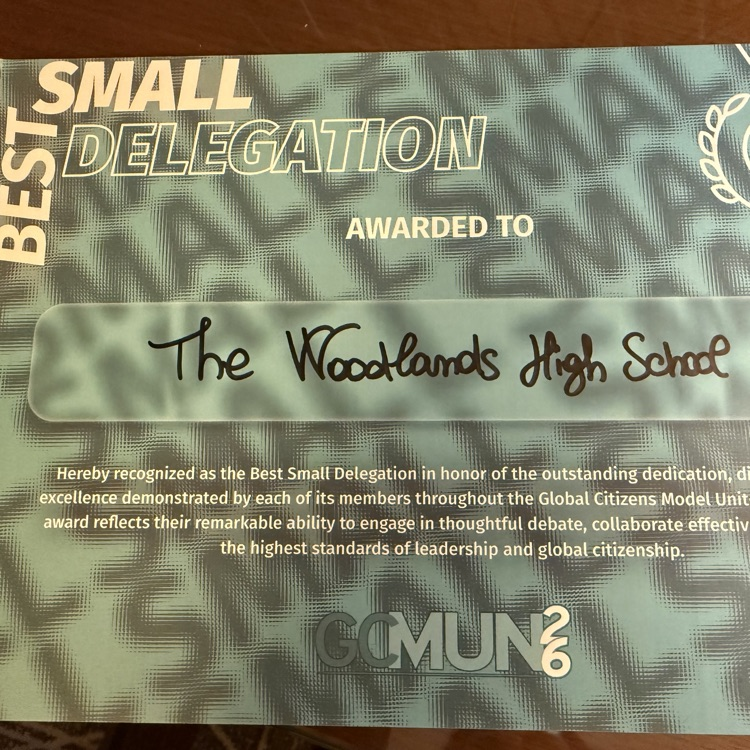 BEST SMALL
DELEGATION
AWARDED TO
The Woodlands High School
Hereby recognized as the Best Small Delegation in honor of the outstanding dedication,
excellence demonstrated by each of its members throughout the Global Citizens Model
award reflects their remarkable ability to engage in thoughtful debate, collaborate
the highest standards of leadership and global citizenship.
GCMUN26